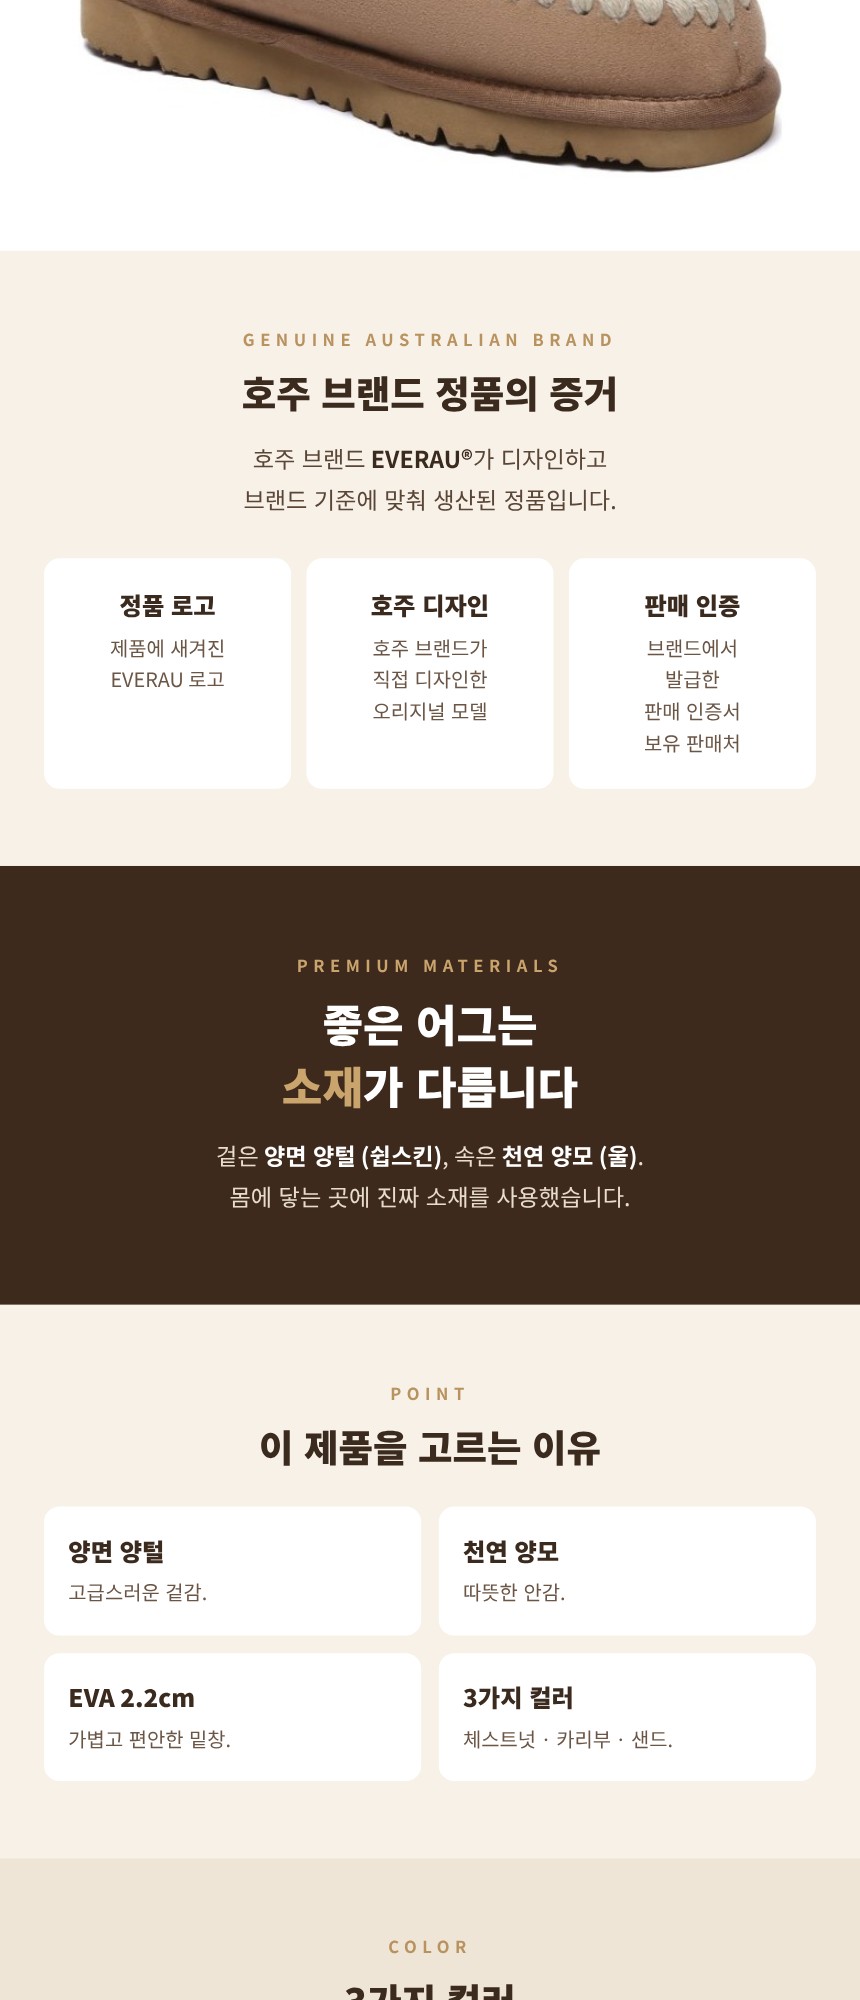 GENUINE AUSTRALIAN BRAND
호주 브랜드 정품의 증거
호주 브랜드 EVERAU®가 디자인하고
브랜드 기준에 맞춰 생산된 정품입니다.
정품 로고
제품에 새겨진
EVERAU 로고
호주 디자인
호주 브랜드가
직접 디자인한
오리지널 모델
판매 인증
브랜드에서
발급한
판매 인증서
보유 판매처
PREMIUM MATERIALS
좋은 어그는
소재가 다릅니다
겉은 양면 양털 (쉽스킨), 속은 천연 양모 (울).
몸에 닿는 곳에 진짜 소재를 사용했습니다.
POINT
이 제품을 고르는 이유
양면 양털
고급스러운 겉감.
천연 양모
따뜻한 안감.
EVA 2.2cm
가볍고 편안한 밑창.
3가지 컬러
체스트넛 · 카리부 · 샌드.
COLOR
3가지 컬러